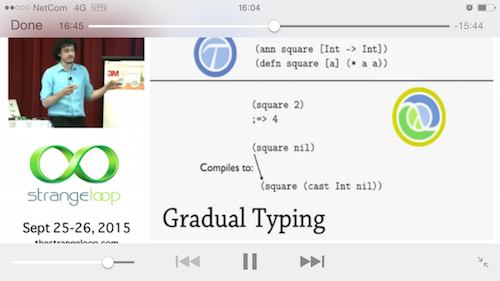 NetCom 4G VPN
16:04
Done
16:45
-15:44
3M
T
(ann square [Int -> Int])
(defn square [a] (* a a))
(square 2)
;=> 4
(square nil)
Compiles to:
(square (cast Int nil))
Gradual Typing
strangeloop
Sept 25-26, 2015
thestrangeloop.com